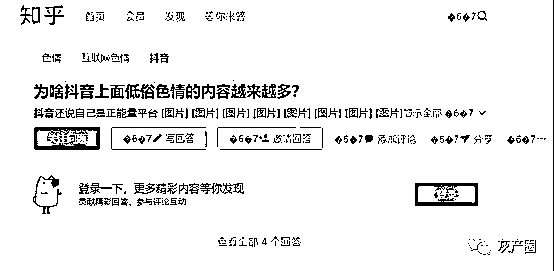 知乎 首页 会员 发现 等你来答 �6�7
色情 互联网色情 抖音
为啥抖音上面低俗色情的内容越来越多?
抖音还说自己是正能量平台 [图片] [图片] [图片] [图片] [图片] [图片] [图片] [图片]显示全部 �6�7
关注问题 �6�7 写回答 �6�7 邀请回答 �6�7 添加评论 �6�7 分享 �6�7
登录一下，更多精彩内容等你发现
贡献精彩回答、参与评论互动
查看全部 4 个回答
灰产圈